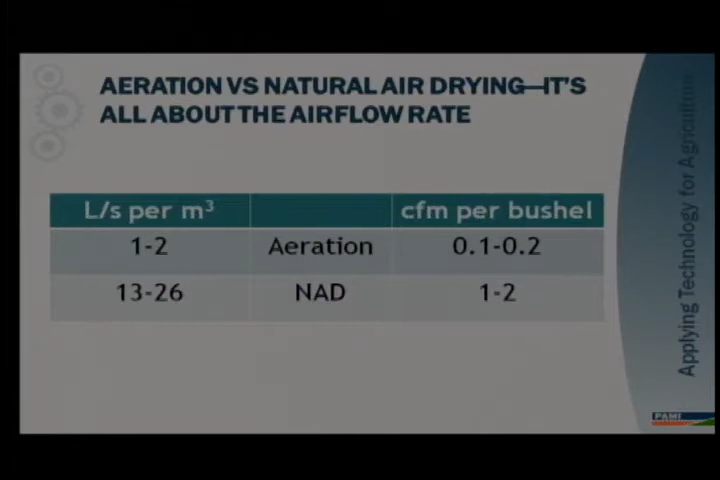 AERATION VS NATURAL AIR DRYING—IT'S
ALL ABOUT THE AIRFLOW RATE
L/s per m³ cfm per bushel
1-2 Aeration 0.1-0.2
13-26 NAD 1-2
Applying Technology for Agriculture
PAMI